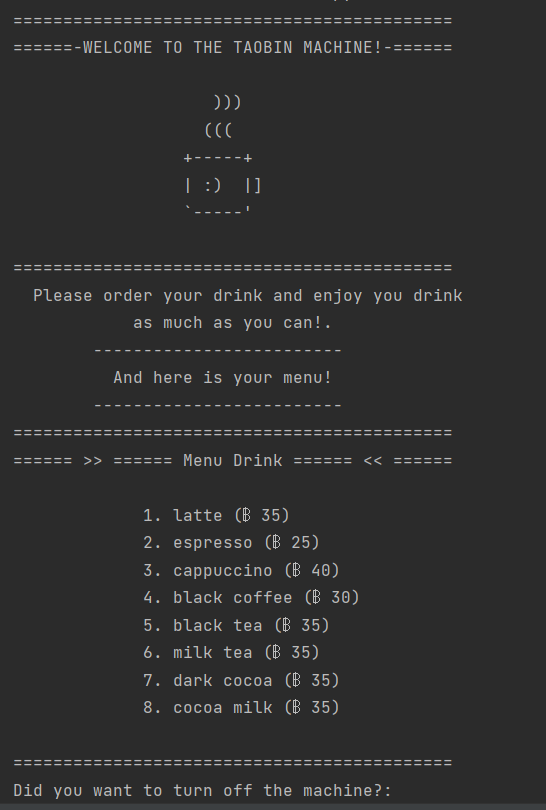 ============================================
======-WELCOME TO THE TAOBIN MACHINE!-======
                    )))
                   (((
                 +-----+
                 | :)  |]
                 `-----'
============================================
  Please order your drink and enjoy you drink
            as much as you can!.
        -------------------------
          And here is your menu!
        -------------------------
============================================
====== >> ====== Menu Drink ====== << ======
             1. latte (฿ 35)
             2. espresso (฿ 25)
             3. cappuccino (฿ 40)
             4. black coffee (฿ 30)
             5. black tea (฿ 35)
             6. milk tea (฿ 35)
             7. dark cocoa (฿ 35)
             8. cocoa milk (฿ 35)
============================================
Did you want to turn off the machine?: